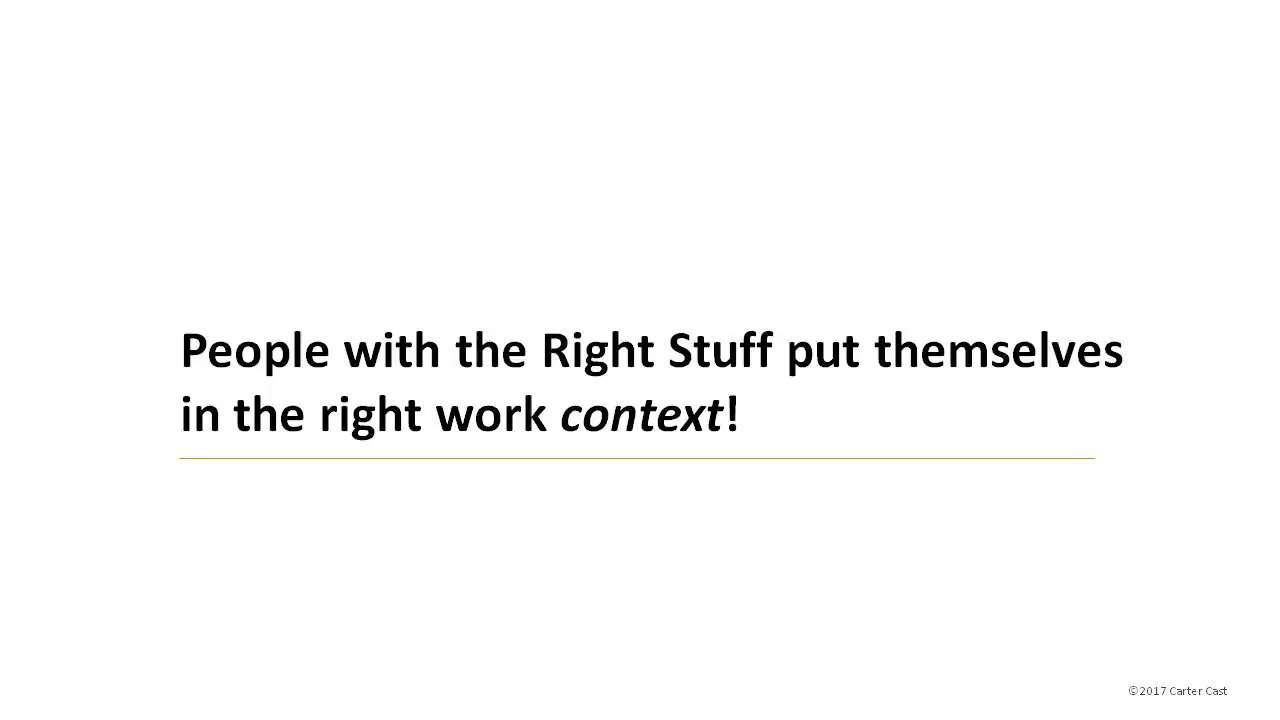 People with the Right Stuff put themselves
in the right work context!
©2017 Carter Cast